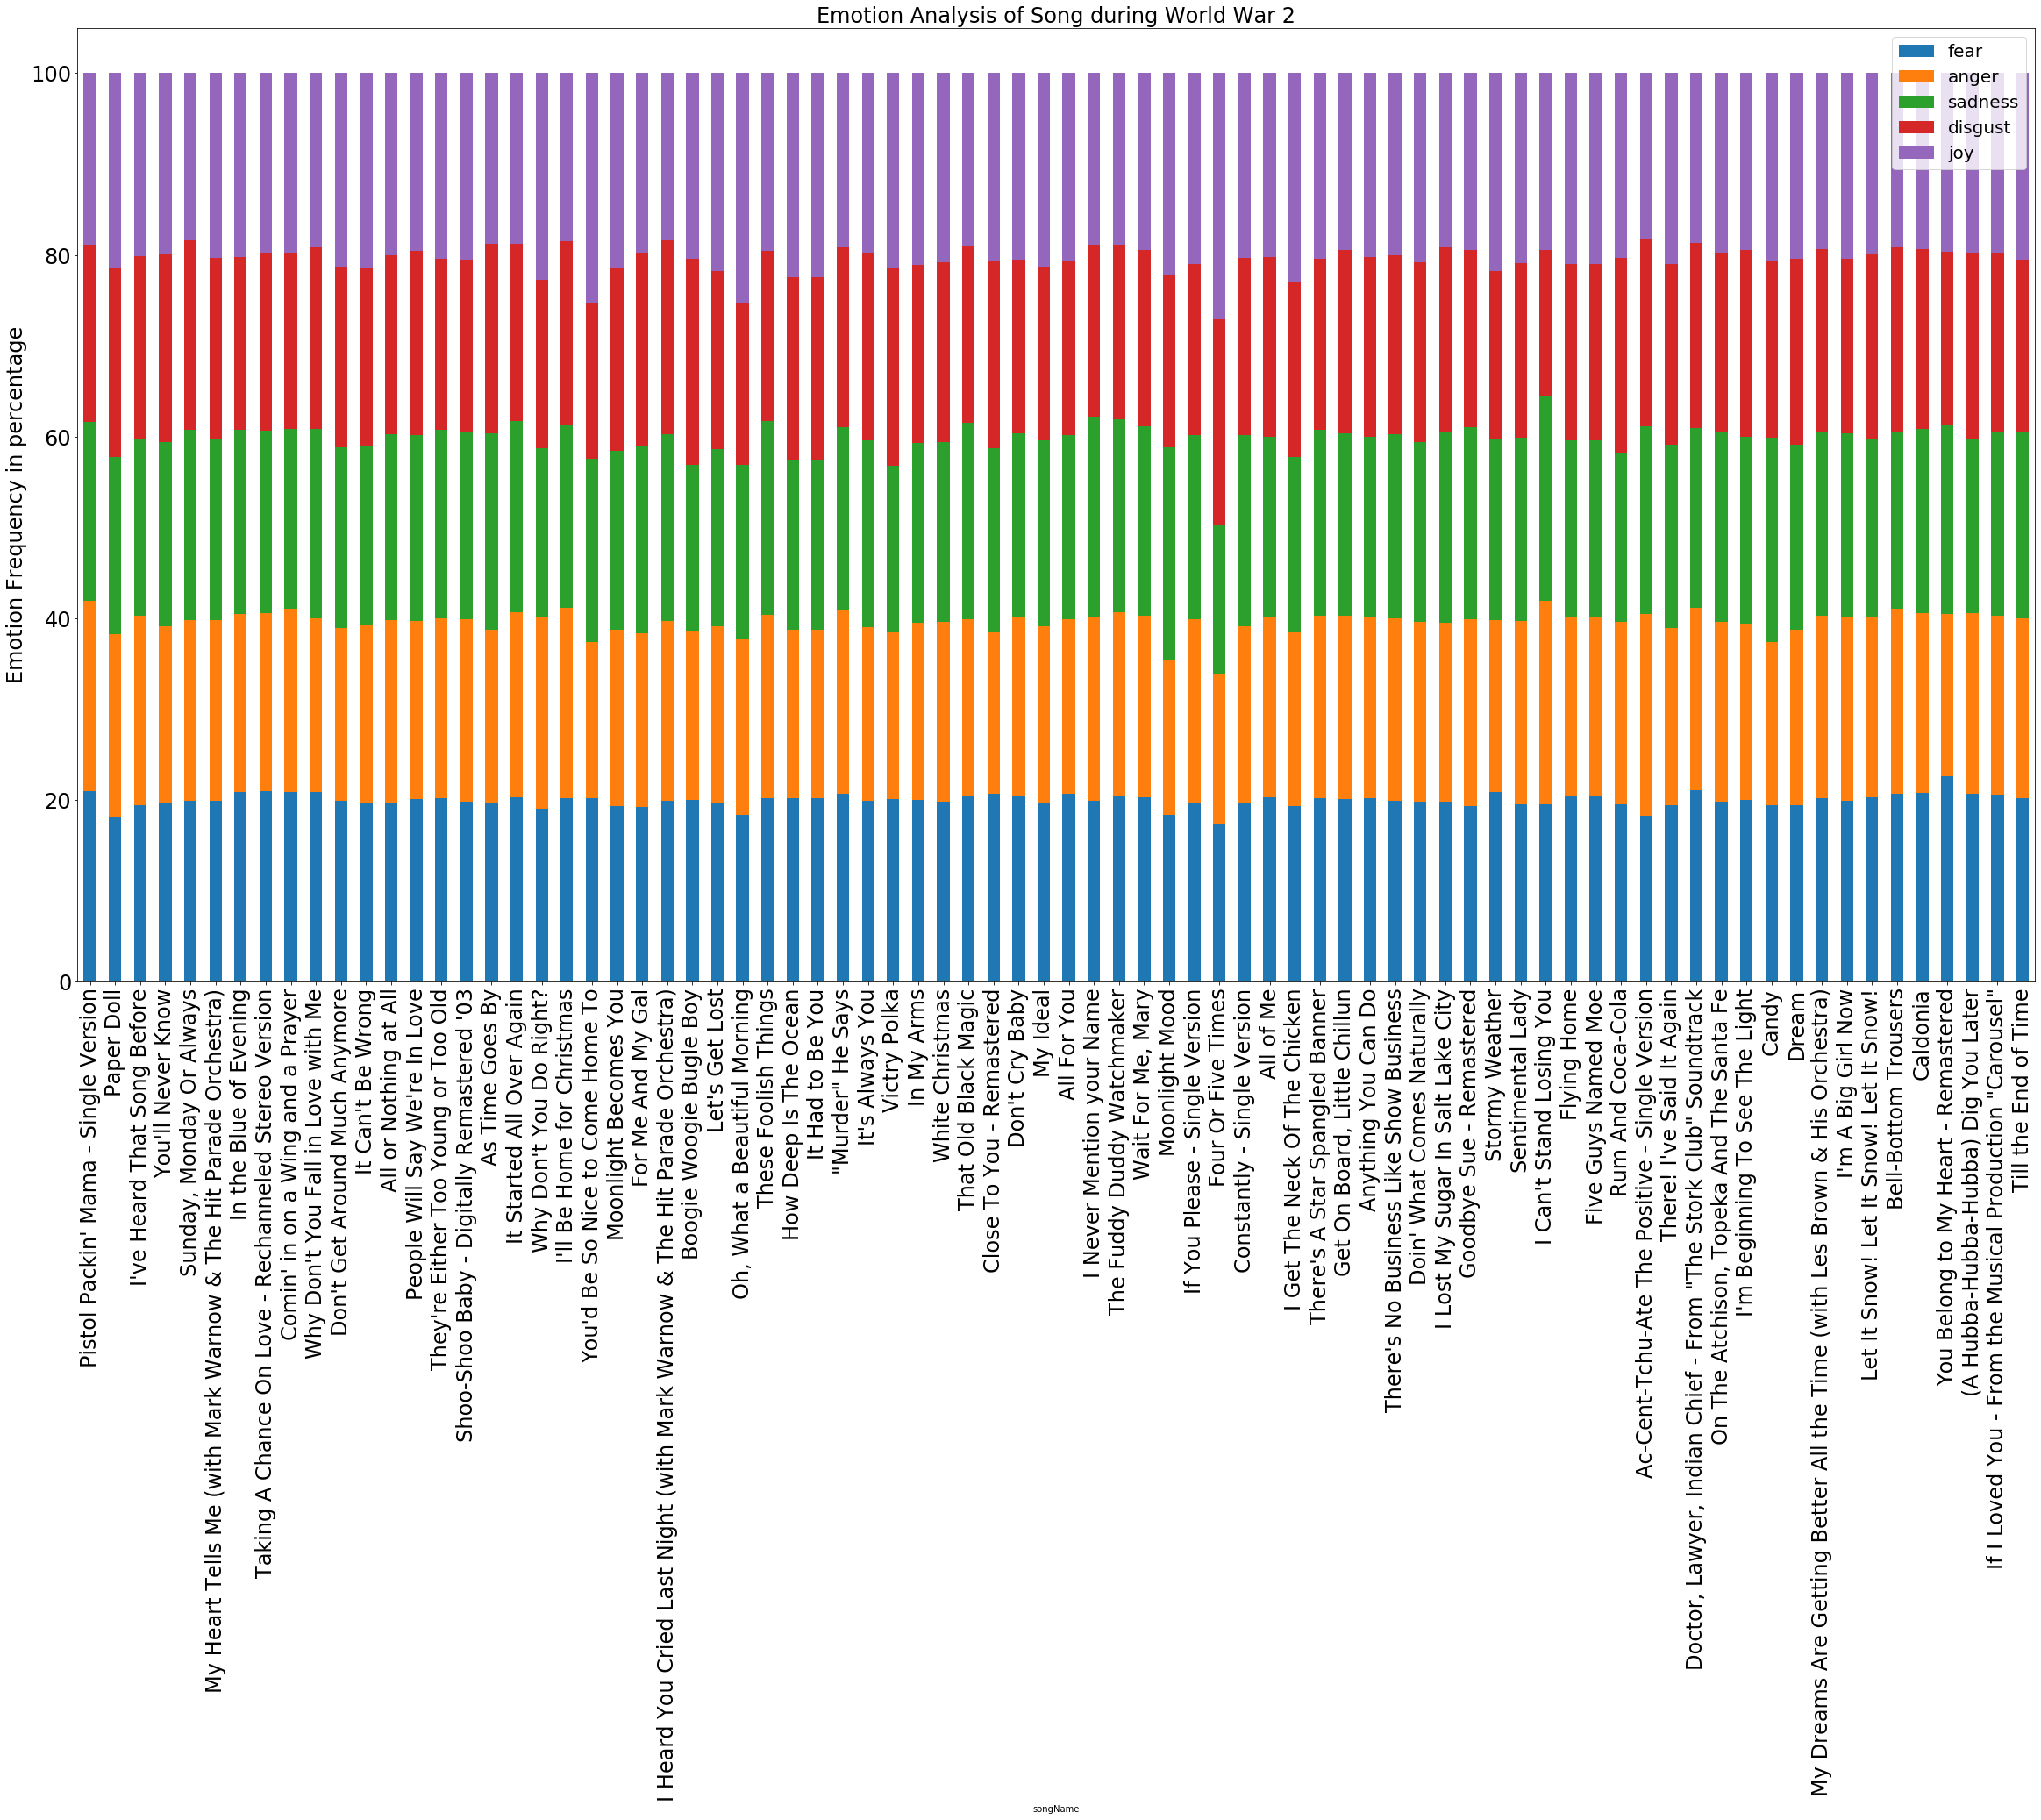 Emotion Analysis of Song during World War 2
fear
anger
sadness
disgust
joy
100
80
60
40
20
0
Emotion Frequency in percentage
Pistol Packin' Mama - Single Version
Paper Doll
I've Heard That Song Before
You'll Never Know
Sunday, Monday Or Always
My Heart Tells Me (with Mark Warnow & The Hit Parade Orchestra)
In the Blue of Evening
Taking A Chance On Love - Rechanneled Stereo Version
Comin' in on a Wing and a Prayer
Why Don't You Fall in Love with Me
Don't Get Around Much Anymore
It Can't Be Wrong
All or Nothing at All
People Will Say We're In Love
They're Either Too Young or Too Old
Shoo-Shoo Baby - Digitally Remastered '03
As Time Goes By
It Started All Over Again
Why Don't You Do Right?
I'll Be Home for Christmas
You'd Be So Nice to Come Home To
Moonlight Becomes You
For Me And My Gal
I Heard You Cried Last Night (with Mark Warnow & The Hit Parade Orchestra)
Boogie Woogie Bugle Boy
Let's Get Lost
Oh, What a Beautiful Morning
These Foolish Things
How Deep Is The Ocean
It Had to Be You
"Murder" He Says
It's Always You
Victry Polka
In My Arms
White Christmas
That Old Black Magic
Close To You - Remastered
Don't Cry Baby
My Ideal
All For You
I Never Mention your Name
The Fuddy Duddy Watchmaker
Wait For Me, Mary
Moonlight Mood
If You Please - Single Version
Four Or Five Times
Constantly - Single Version
All of Me
I Get The Neck Of The Chicken
There's A Star Spangled Banner
Get On Board, Little Chillun
Anything You Can Do
There's No Business Like Show Business
Doin' What Comes Naturally
I Lost My Sugar In Salt Lake City
Goodbye Sue - Remastered
Stormy Weather
Sentimental Lady
I Can't Stand Losing You
Flying Home
Five Guys Named Moe
Rum And Coca-Cola
Ac-Cent-Tchu-Ate The Positive - Single Version
There! I've Said It Again
Doctor, Lawyer, Indian Chief - From "The Stork Club" Soundtrack
On The Atchison, Topeka And The Santa Fe
I'm Beginning To See The Light
Candy
Dream
My Dreams Are Getting Better All the Time (with Les Brown & His Orchestra)
I'm A Big Girl Now
Let It Snow! Let It Snow! Let It Snow!
Bell-Bottom Trousers
Caldonia
You Belong to My Heart - Remastered
(A Hubba-Hubba-Hubba) Dig You Later
If I Loved You - From the Musical Production "Carousel"
Till the End of Time
songName